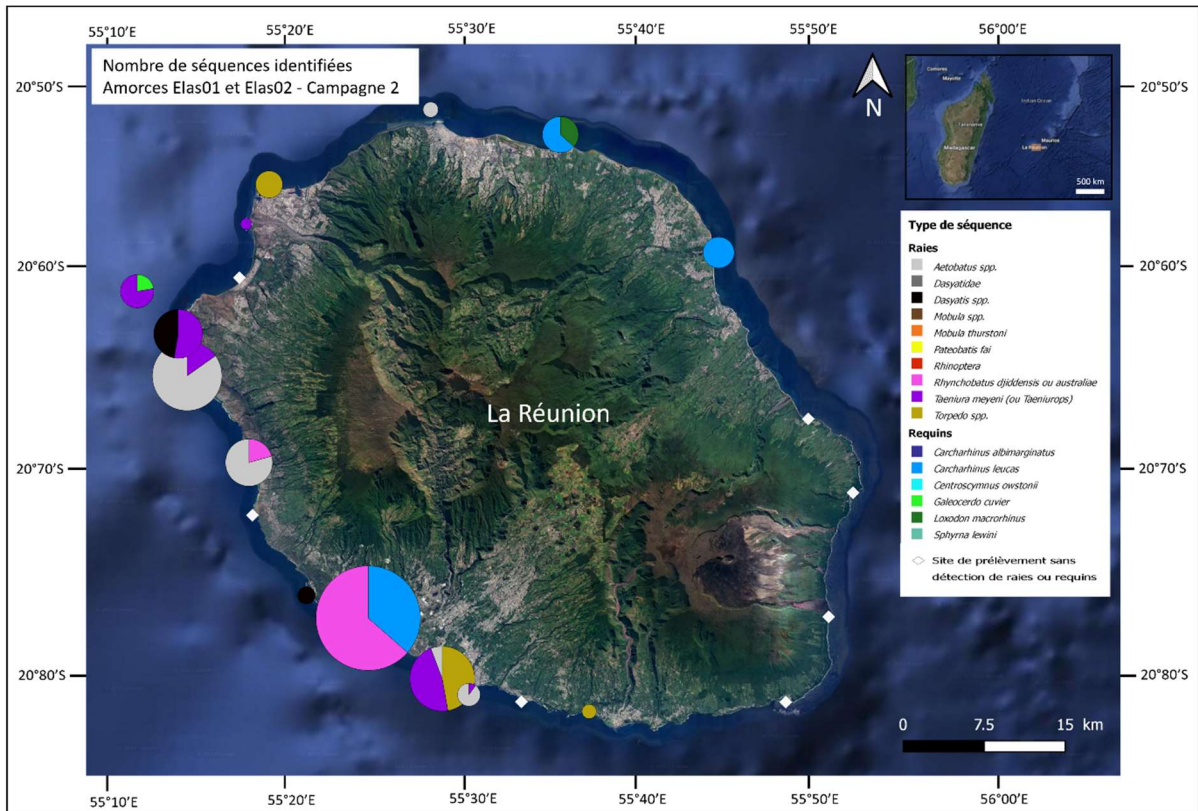 55°10′E 55°20′E 55°30′E 55°40′E 55°50′E 56°00′E
Nombre de séquences identifiées
Amorces Elas01 et Elas02 - Campagne 2
20°50′S
20°60′S
20°70′S
20°80′S
N
La Réunion
Comores
Mayotte
Madagascar
Maurice
La Réunion
500 km
20°50′S
20°60′S
20°70′S
20°80′S
Type de séquence
Raies
Aetobatus spp.
Dasyatidae
Dasyatis spp.
Mobula spp.
Mobula thurstoni
Pateobatis fai
Rhinoptera
Rhynchobatus djiddensis ou australiae
Taeniura meyeni (ou Taeniurops)
Torpedo spp.
Requins
Carcharhinus albimarginatus
Carcharhinus leucas
Centroscymnus owstonii
Galeocerdo cuvier
Loxodon macrorhinus
Sphyrna lewini
Site de prélèvement sans
détection de raies ou requins
0 7.5 15 km
55°10′E 55°20′E 55°30′E 55°40′E 55°50′E 56°00′E